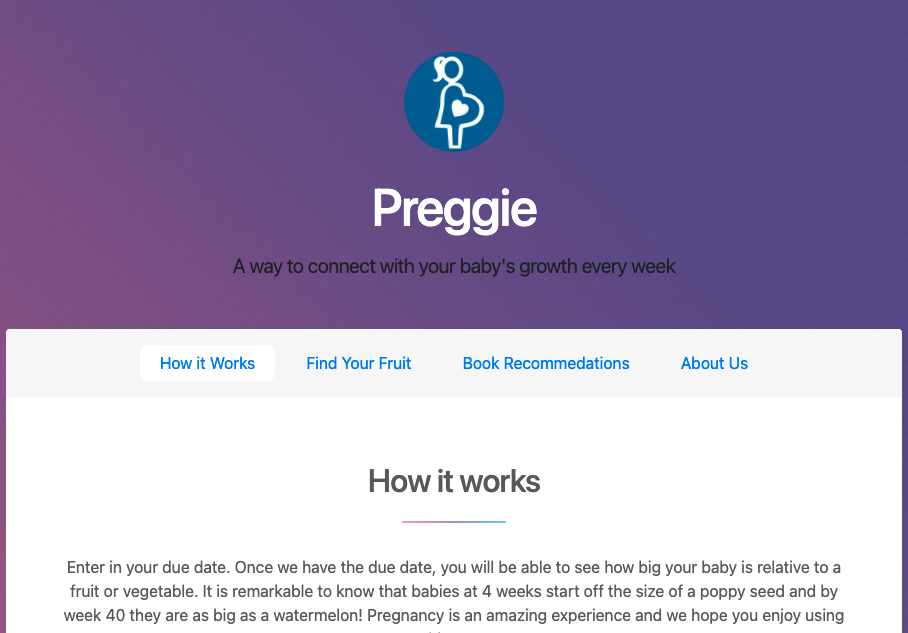 Preggie
A way to connect with your baby's growth every week
How it Works
Find Your Fruit
Book Recommedations
About Us
How it works
Enter in your due date. Once we have the due date, you will be able to see how big your baby is relative to a
fruit or vegetable. It is remarkable to know that babies at 4 weeks start off the size of a poppy seed and by
week 40 they are as big as a watermelon! Pregnancy is an amazing experience and we hope you enjoy using